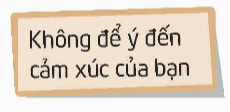 Không để ý đến
cảm xúc của bạn